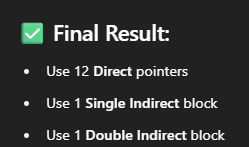 ✅ Final Result:
• Use 12 Direct pointers
• Use 1 Single Indirect block
• Use 1 Double Indirect block